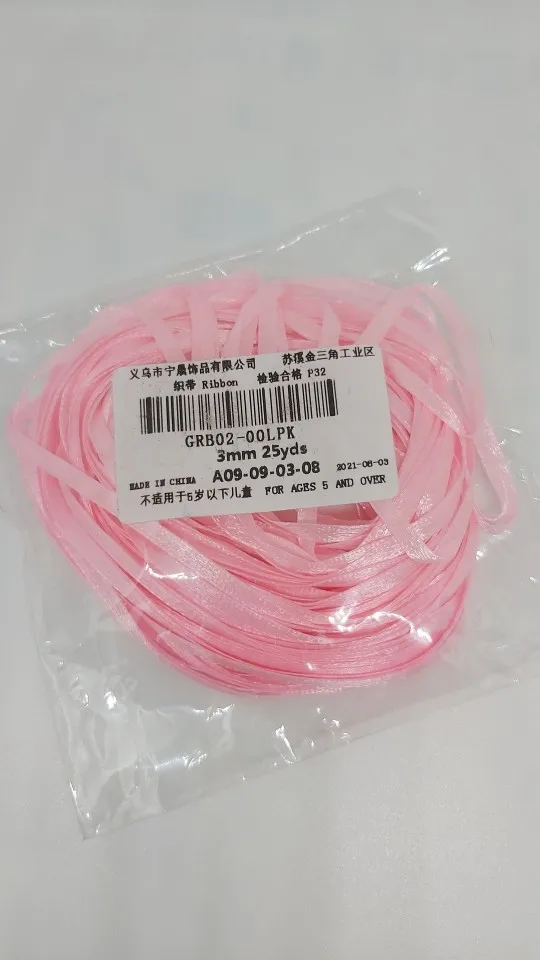 义乌市宁晟饰品有限公司 苏溪金三角工业区
织带 Ribbon 检验合格 P32
GRB02-00LPK
3mm 25yds
MADE IN CHINA A09-09-03-08 2021-08-03
不适用于5岁以下儿童 FOR AGES 5 AND OVER